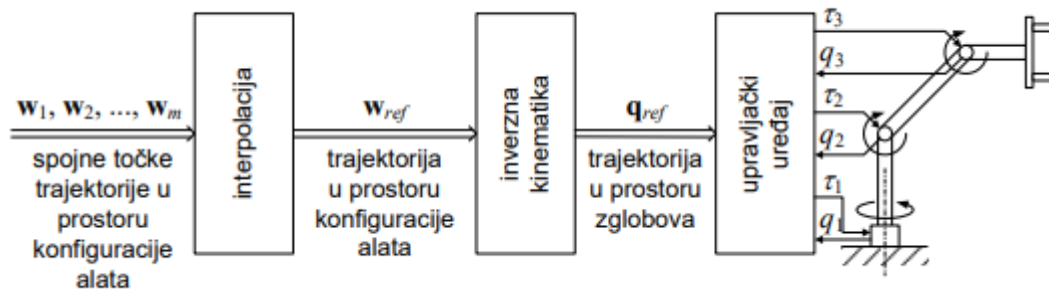 w1, w2, ..., wm
spojne točke
trajektorije u
prostoru
konfiguracije
alata
interpolacija
wref
trajektorija
u prostoru
konfiguracije
alata
inverzna
kinematika
qref
trajektorija
u prostoru
zglobova
upravljački
uređaj
τ3
q3
τ2
q2
τ1
q1